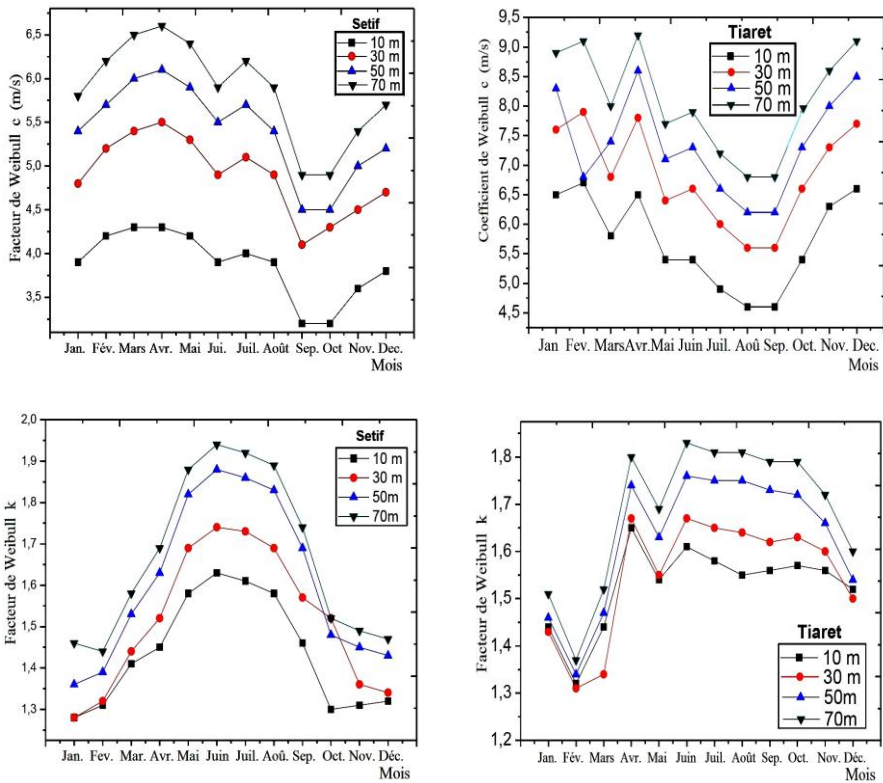 Facteur de Weibull c (m/s)
6,5
6,0
5,5
5,0
4,5
4,0
3,5
Setif
10 m
30 m
50 m
70 m
Jan. Fév. Mars Avr. Mai Jui. Juil. Août Sep. Oct Nov. Dec.
Mois
Coefficient de Weibull c (m/s)
9,5
9,0
8,5
8,0
7,5
7,0
6,5
6,0
5,5
5,0
4,5
Tiaret
10 m
30 m
50 m
70 m
Jan Fev. Mars Avr. Mai Juin Juil. Aoû Sep. Oct. Nov. Dec.
Mois
Facteur de Weibull k
2,0
1,9
1,8
1,7
1,6
1,5
1,4
1,3
Setif
10 m
30 m
50m
70m
Jan. Fév. Mar. Avr. Mai Juin Juil. Aoû. Sep. Oct. Nov. Déc.
Mois
Facteur de Weibull k
1,8
1,7
1,6
1,5
1,4
1,3
1,2
Tiaret
10 m
30 m
50m
70m
Jan. Fév. Mars Avr. Mai Juin Juil. Aoû. Sep. Oct. Nov. Déc.
Mois